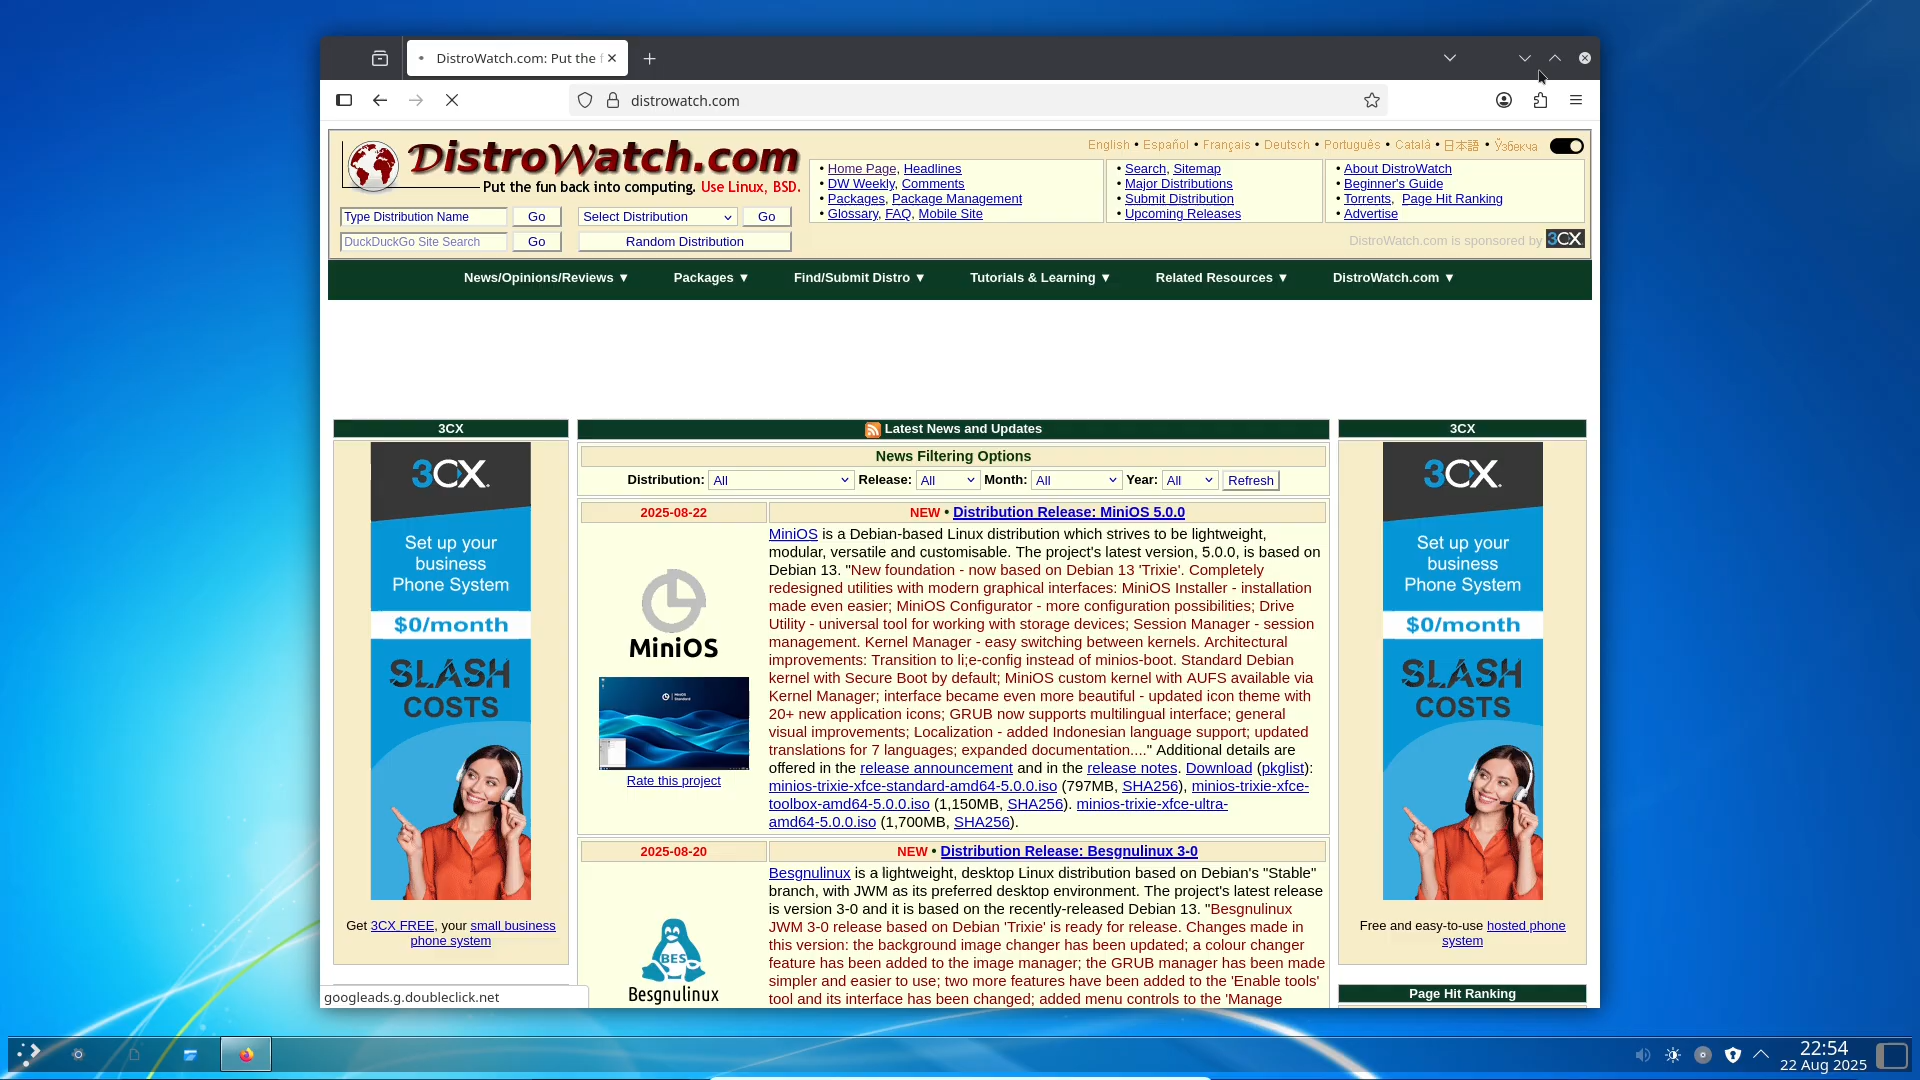 DistroWatch.com: Put the
distrowatch.com
DistroWatch.com
Put the fun back into computing. Use Linux, BSD.
English • Español • Français • Deutsch • Português • Català • 日本語 • Ўзбекча
• Home Page, Headlines
• DW Weekly, Comments
• Packages, Package Management
• Glossary, FAQ, Mobile Site
• Search, Sitemap
• Major Distributions
• Submit Distribution
• Upcoming Releases
• About DistroWatch
• Beginner's Guide
• Torrents, Page Hit Ranking
• Advertise
Type Distribution Name Go Select Distribution Go
DuckDuckGo Site Search Go Random Distribution
DistroWatch.com is sponsored by 3CX
News/Opinions/Reviews ▼ Packages ▼ Find/Submit Distro ▼ Tutorials & Learning ▼ Related Resources ▼ DistroWatch.com ▼
3CX
3CX.
Set up your
business
Phone System
$0/month
SLASH
COSTS
Get 3CX FREE, your small business
phone system
Latest News and Updates
News Filtering Options
Distribution: All Release: All Month: All Year: All Refresh
2025-08-22
NEW • Distribution Release: MiniOS 5.0.0
MiniOS
Rate this project
MiniOS is a Debian-based Linux distribution which strives to be lightweight,
modular, versatile and customisable. The project's latest version, 5.0.0, is based on
Debian 13. "New foundation - now based on Debian 13 'Trixie'. Completely
redesigned utilities with modern graphical interfaces: MiniOS Installer - installation
made even easier; MiniOS Configurator - more configuration possibilities; Drive
Utility - universal tool for working with storage devices; Session Manager - session
management. Kernel Manager - easy switching between kernels. Architectural
improvements: Transition to li;e-config instead of minios-boot. Standard Debian
kernel with Secure Boot by default; MiniOS custom kernel with AUFS available via
Kernel Manager; interface became even more beautiful - updated icon theme with
20+ new application icons; GRUB now supports multilingual interface; general
visual improvements; Localization - added Indonesian language support; updated
translations for 7 languages; expanded documentation...." Additional details are
offered in the release announcement and in the release notes. Download (pkglist):
minios-trixie-xfce-standard-amd64-5.0.0.iso (797MB, SHA256), minios-trixie-xfce-
toolbox-amd64-5.0.0.iso (1,150MB, SHA256). minios-trixie-xfce-ultra-
amd64-5.0.0.iso (1,700MB, SHA256).
2025-08-20
NEW • Distribution Release: Besgnulinux 3-0
BES
Besgnulinux
Besgnulinux is a lightweight, desktop Linux distribution based on Debian's "Stable"
branch, with JWM as its preferred desktop environment. The project's latest release
is version 3-0 and it is based on the recently-released Debian 13. "Besgnulinux
JWM 3-0 release based on Debian 'Trixie' is ready for release. Changes made in
this version: the background image changer has been updated; a colour changer
feature has been added to the image manager; the GRUB manager has been made
simpler and easier to use; two more features have been added to the 'Enable tools'
tool and its interface has been changed; added menu controls to the 'Manage
3CX
3CX.
Set up your
business
Phone System
$0/month
SLASH
COSTS
Free and easy-to-use hosted phone
system
Page Hit Ranking
googleads.g.doubleclick.net
22:54
22 Aug 2025